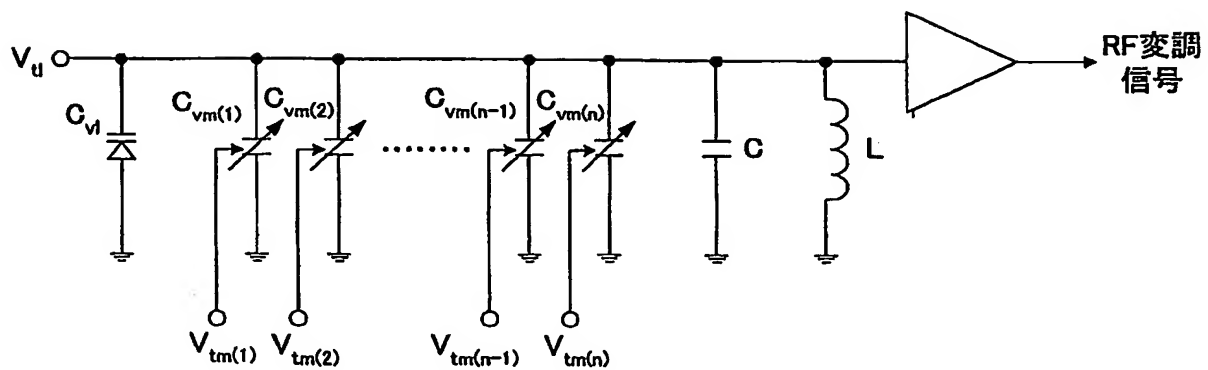 V_tl
C_vl
C_vm(1)
C_vm(2)
C_vm(n-1)
C_vm(n)
C
L
RF変調
信号
V_tm(1)
V_tm(2)
V_tm(n-1)
V_tm(n)